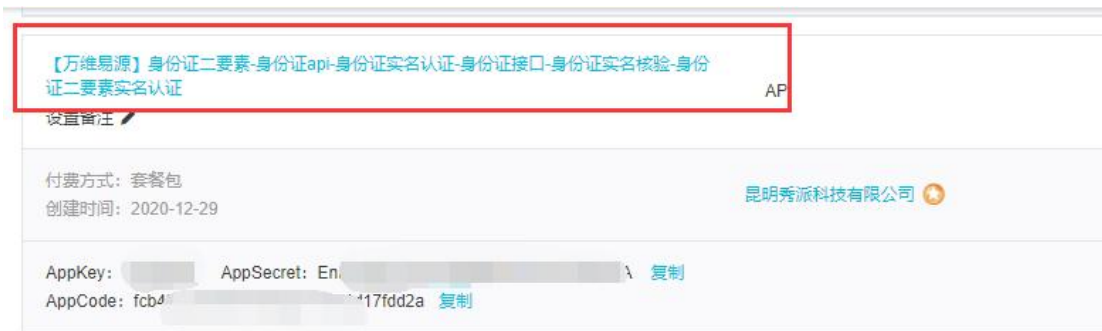 【万维易源】身份证二要素-身份证api-身份证实名认证-身份证接口-身份证实名核验-身份
证二要素实名认证
AP
设置备注
付费方式：套餐包
创建时间：2020-12-29
昆明秀派科技有限公司
AppKey： AppSecret：En A 复制
AppCode：fcb4 17fdd2a 复制